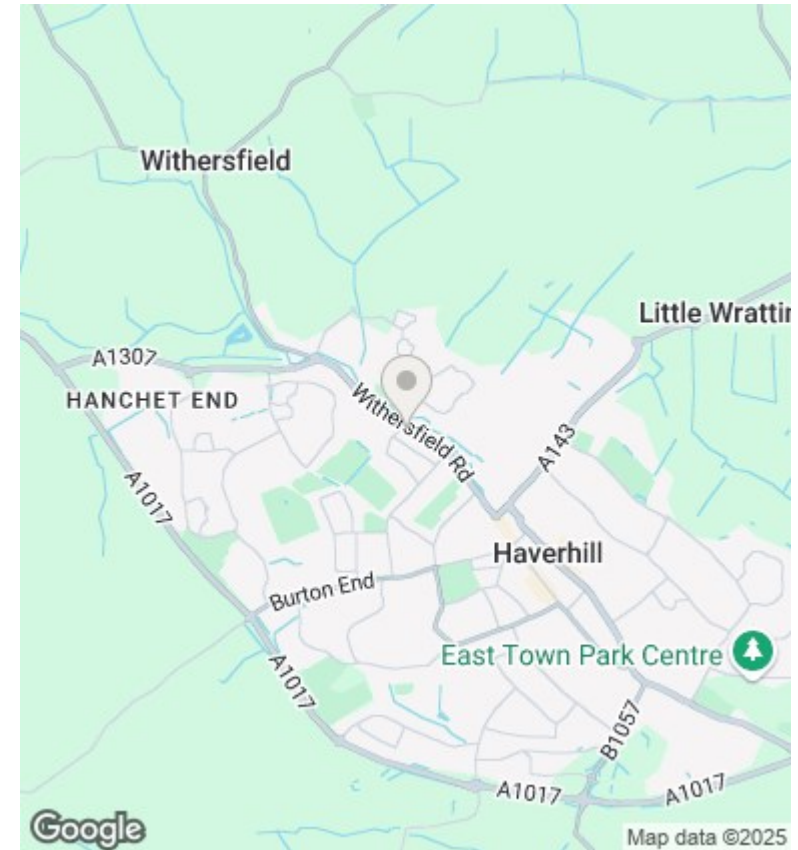 Withersfield
Little Wrattin
A1307
HANCHET END
Withersfield Rd
A143
A1017
Haverhill
Burton End
East Town Park Centre
A1017
B1057
A1017
A1017
Google
Map data ©2025